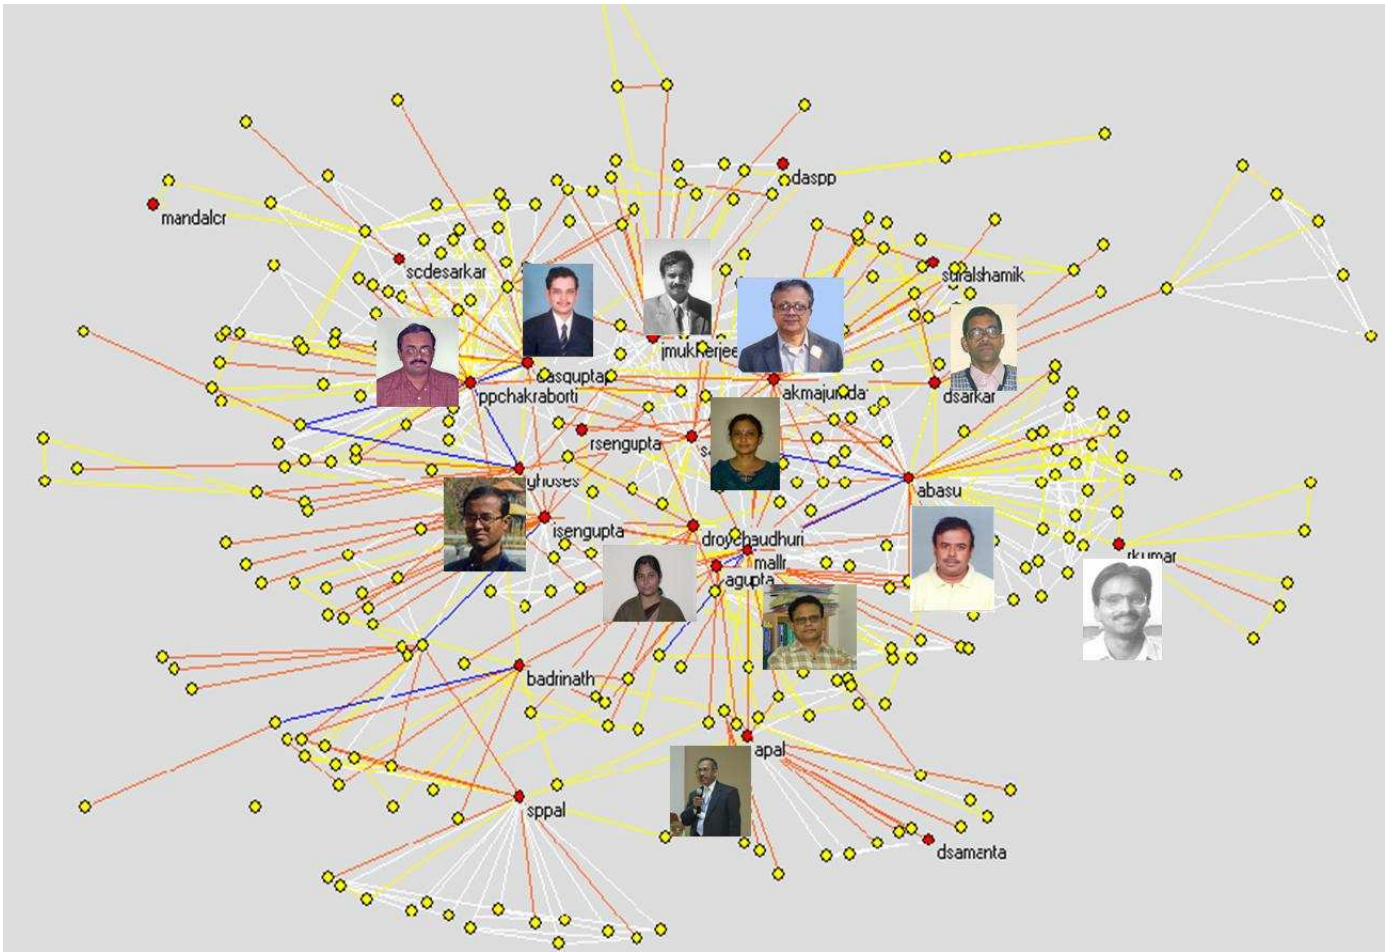 daspp
mandalcr
scdesarkar
suralshamik
jmukherjee
dasguptap
ppchakraborti
akmajumda
dsarkar
rsengupta
abasu
ghoses
isengupta
droychaudhuri
mallr
agupta
rkumar
badrinath
apal
sppal
dsamanta